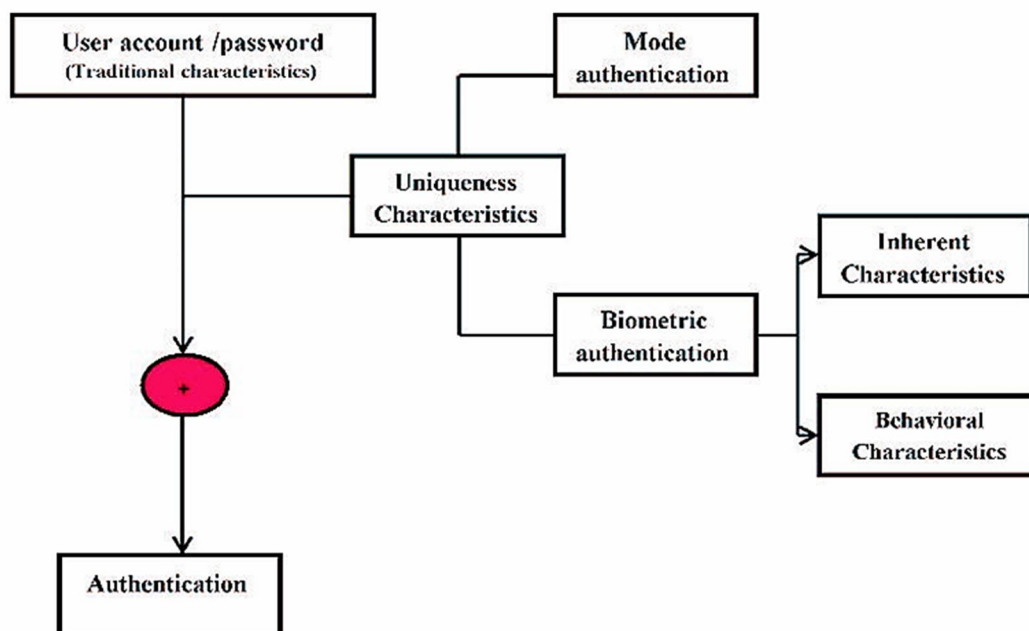 User account /password
(Traditional characteristics)
Mode
authentication
Uniqueness
Characteristics
Inherent
Characteristics
Biometric
authentication
+
Behavioral
Characteristics
Authentication